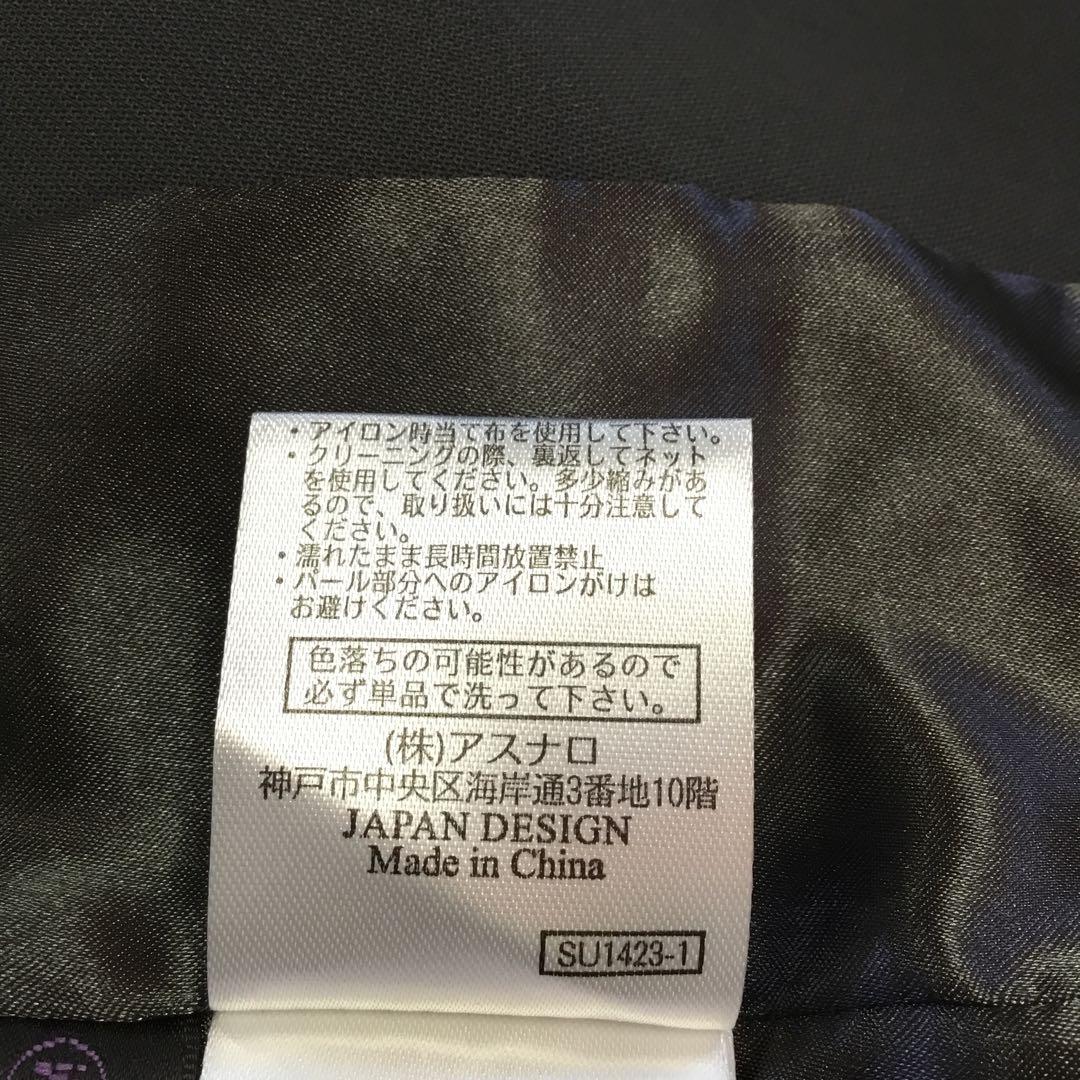 ・アイロン時当て布を使用して下さい。
・クリーニングの際、裏返してネット
を使用してください。多少縮みがあ
るので、取り扱いには十分注意して
ください。
・濡れたまま長時間放置禁止
・パール部分へのアイロンがけは
お避けください。
色落ちの可能性があるので
必ず単品で洗って下さい。
(株)アスナロ
神戸市中央区海岸通3番地10階
JAPAN DESIGN
Made in China
SU1423-1